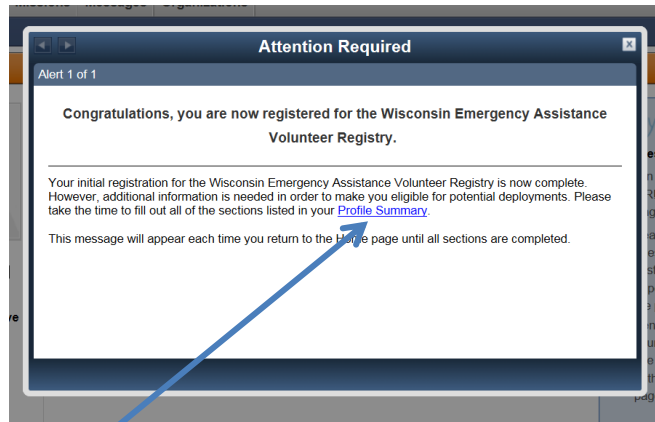 Messages Organizations
Attention Required
Alert 1 of 1
Congratulations, you are now registered for the Wisconsin Emergency Assistance
Volunteer Registry.
Your initial registration for the Wisconsin Emergency Assistance Volunteer Registry is now complete.
However, additional information is needed in order to make you eligible for potential deployments. Please
take the time to fill out all of the sections listed in your Profile Summary.
This message will appear each time you return to the Home page until all sections are completed.